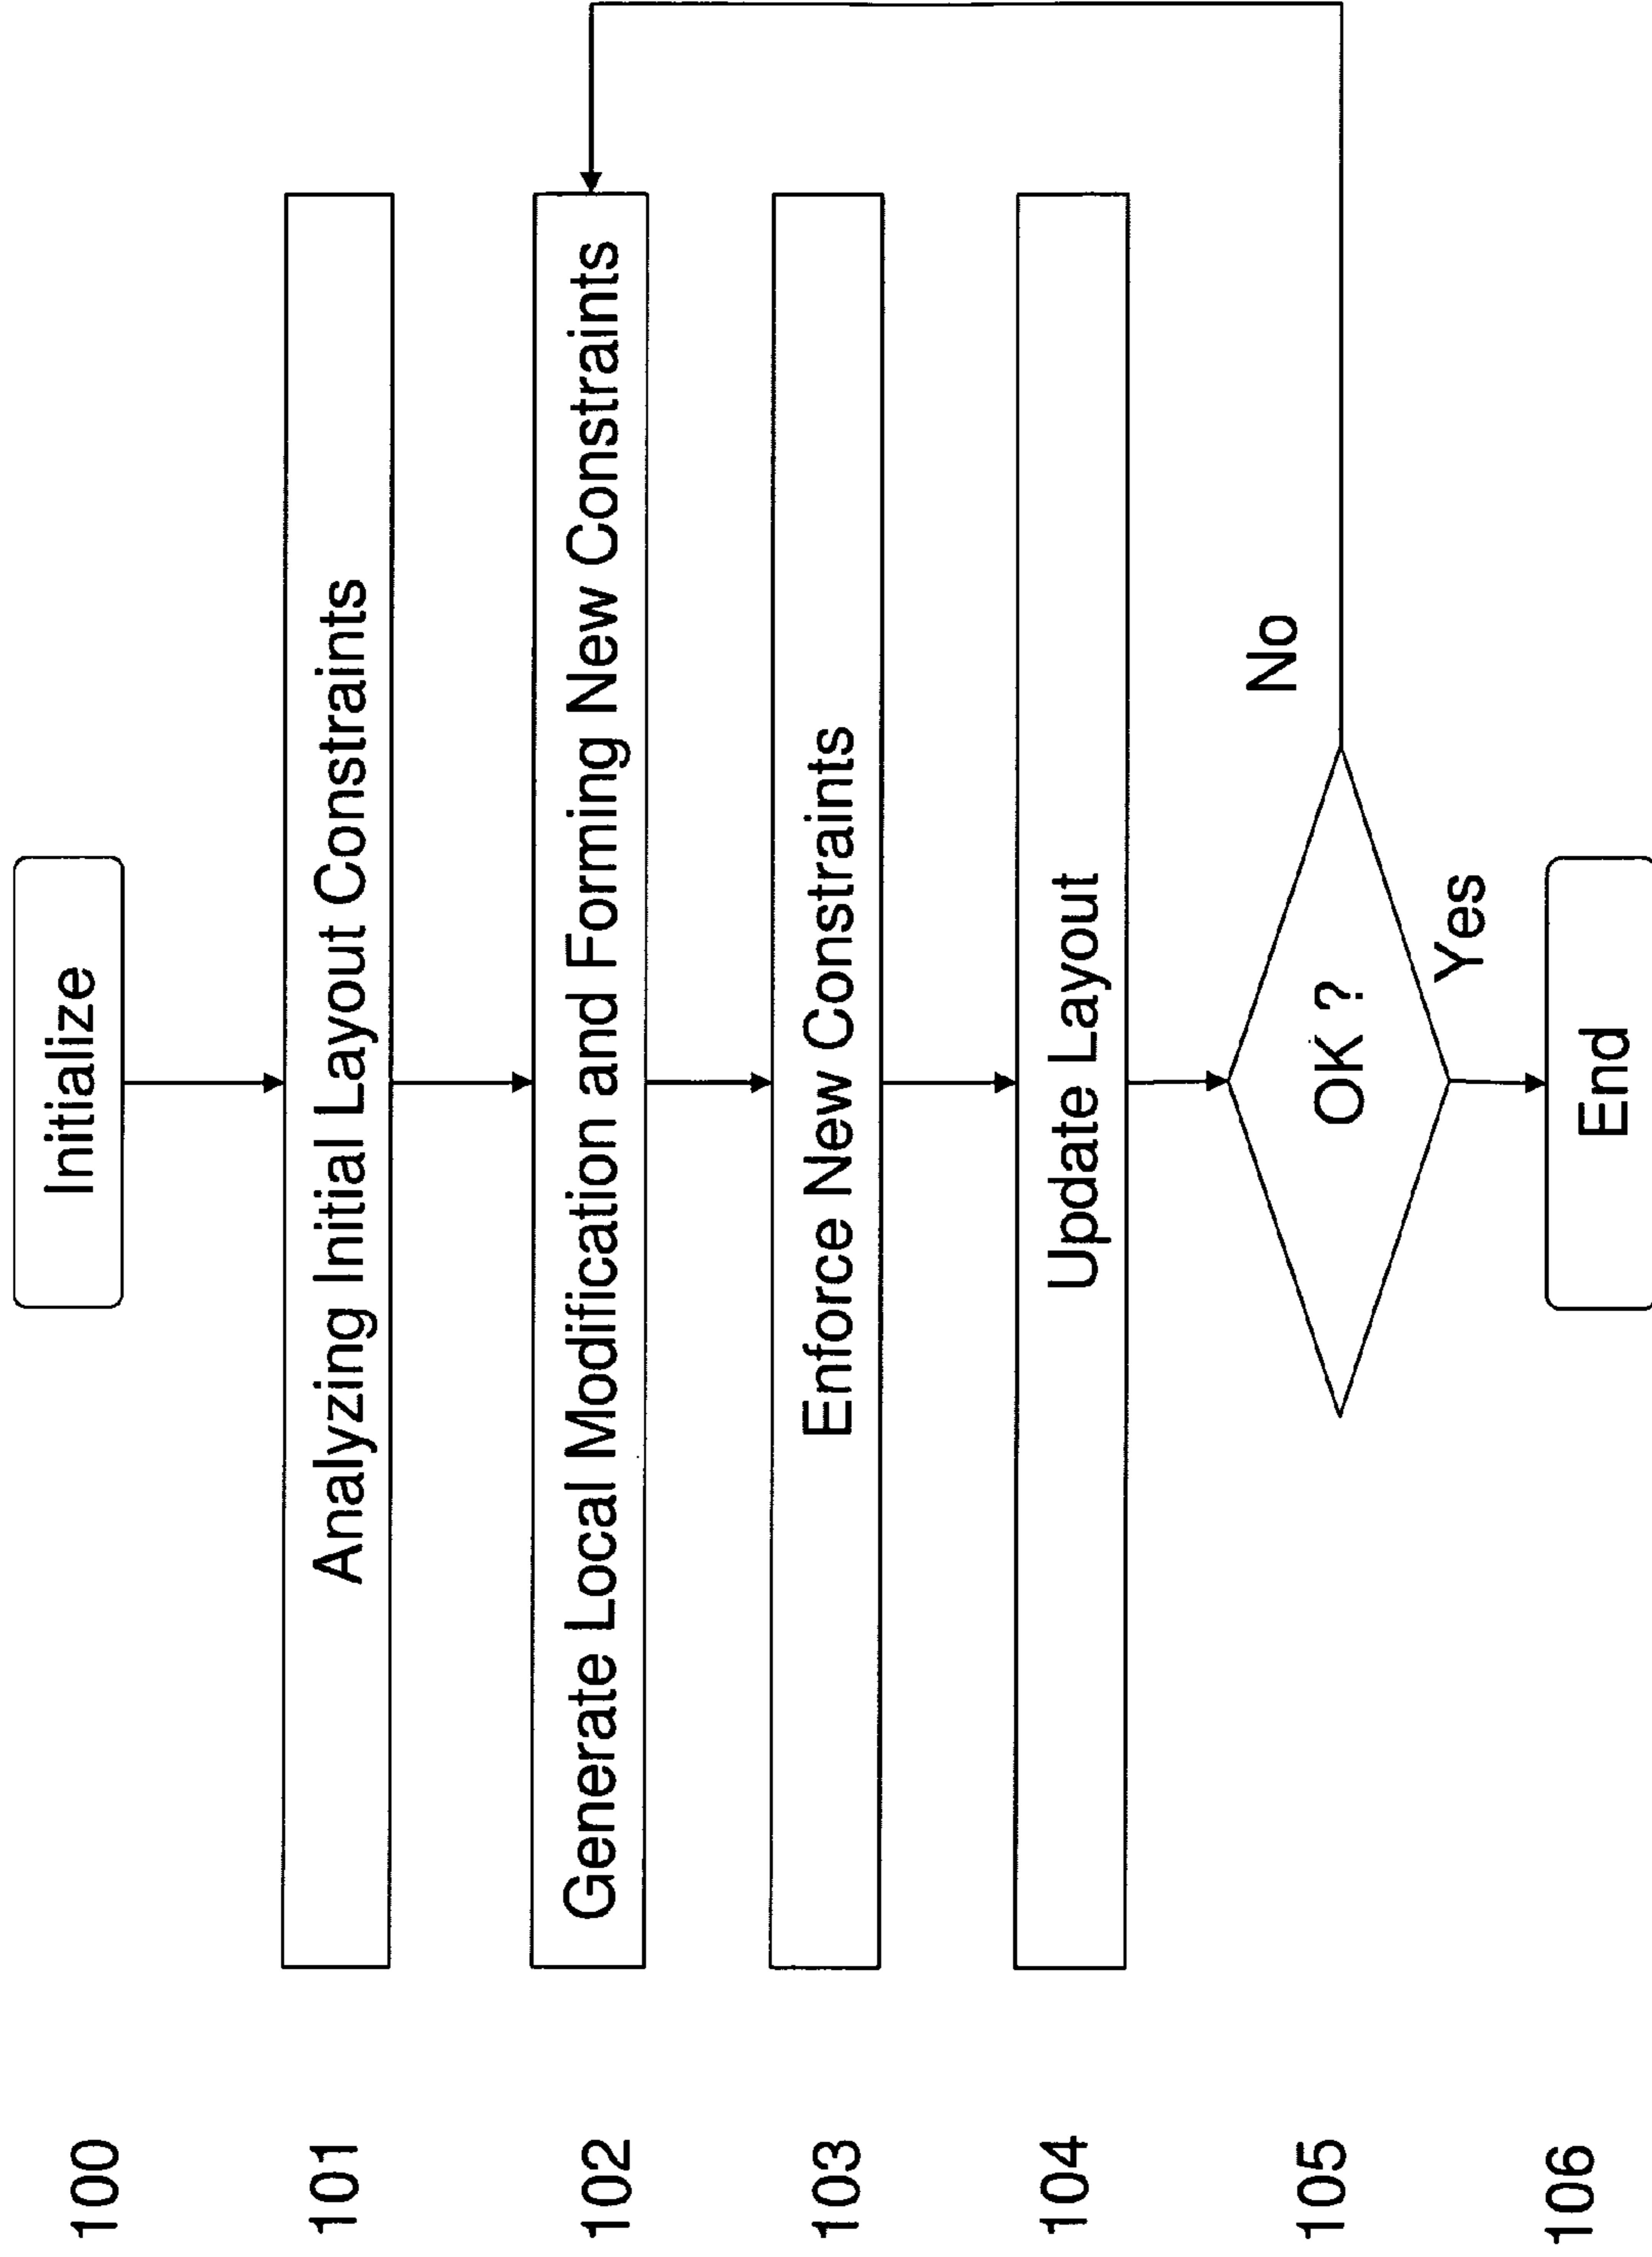 100
Initialize
101
Analyzing Initial Layout Constraints
102
Generate Local Modification and Forming New Constraints
103
Enforce New Constraints
104
Update Layout
105
OK ?
No
Yes
106
End